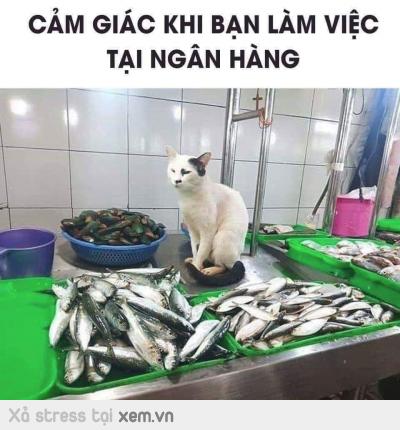 CẢM GIÁC KHI BẠN LÀM VIỆC
TẠI NGÂN HÀNG
Xả stress tại xem.vn